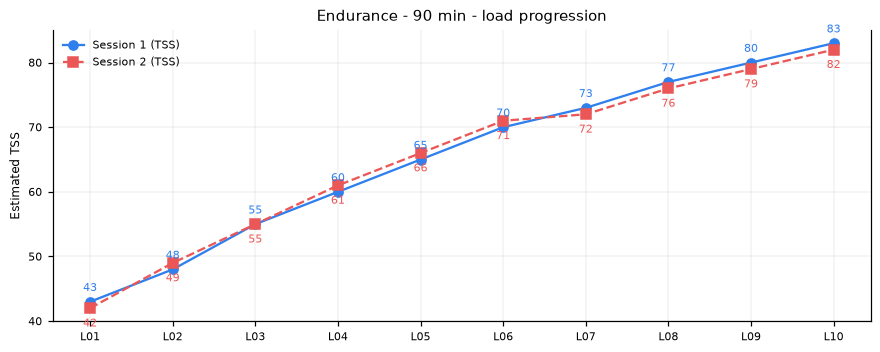 Endurance - 90 min - load progression
Session 1 (TSS)
Session 2 (TSS)
Estimated TSS
80
70
60
50
40
43 48 55 60 65 70 73 77 80 83
42 49 55 61 66 71 72 76 79 82
L01 L02 L03 L04 L05 L06 L07 L08 L09 L10